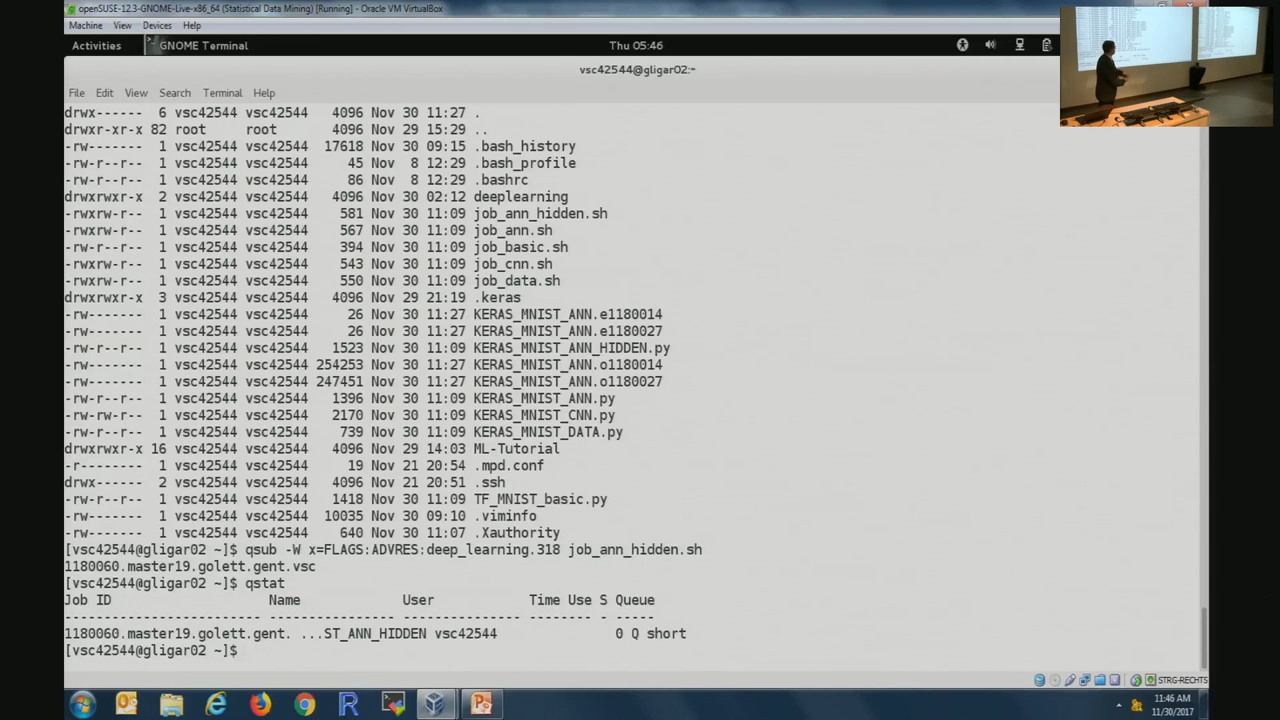 openSUSE-12.3-GNOME-Live-x86_64 (Statistical Data Mining) [Running] - Oracle VM VirtualBox
Machine View Devices Help
Activities GNOME Terminal Thu 05:46
vsc42544@gligar02:~
File Edit View Search Terminal Help
drwx------ 6 vsc42544 vsc42544 4096 Nov 30 11:27 .
drwxr-xr-x 82 root root 4096 Nov 29 15:29 ..
-rw------- 1 vsc42544 vsc42544 17618 Nov 30 09:15 .bash_history
-rw-r--r-- 1 vsc42544 vsc42544 45 Nov 8 12:29 .bash_profile
-rw-r--r-- 1 vsc42544 vsc42544 86 Nov 8 12:29 .bashrc
drwxrwxr-x 2 vsc42544 vsc42544 4096 Nov 30 02:12 deeplearning
-rwxrw-r-- 1 vsc42544 vsc42544 581 Nov 30 11:09 job_ann_hidden.sh
-rwxrw-r-- 1 vsc42544 vsc42544 567 Nov 30 11:09 job_ann.sh
-rwxrw-r-- 1 vsc42544 vsc42544 394 Nov 30 11:09 job_basic.sh
-rwxrw-r-- 1 vsc42544 vsc42544 543 Nov 30 11:09 job_cnn.sh
-rwxrw-r-- 1 vsc42544 vsc42544 550 Nov 30 11:09 job_data.sh
drwxrwxr-x 3 vsc42544 vsc42544 4096 Nov 29 21:19 .keras
-rw------- 1 vsc42544 vsc42544 26 Nov 30 11:27 KERAS_MNIST_ANN.e1180014
-rw------- 1 vsc42544 vsc42544 26 Nov 30 11:27 KERAS_MNIST_ANN.e1180027
-rw-r--r-- 1 vsc42544 vsc42544 1523 Nov 30 11:09 KERAS_MNIST_ANN_HIDDEN.py
-rw------- 1 vsc42544 vsc42544 254253 Nov 30 11:27 KERAS_MNIST_ANN.o1180014
-rw------- 1 vsc42544 vsc42544 247451 Nov 30 11:27 KERAS_MNIST_ANN.o1180027
-rw-r--r-- 1 vsc42544 vsc42544 1396 Nov 30 11:09 KERAS_MNIST_ANN.py
-rw-rw-r-- 1 vsc42544 vsc42544 2170 Nov 30 11:09 KERAS_MNIST_CNN.py
-rw-r--r-- 1 vsc42544 vsc42544 739 Nov 30 11:09 KERAS_MNIST_DATA.py
drwxrwxr-x 16 vsc42544 vsc42544 4096 Nov 29 14:03 ML-Tutorial
-r-------- 1 vsc42544 vsc42544 19 Nov 21 20:54 .mpd.conf
drwx------ 2 vsc42544 vsc42544 4096 Nov 21 20:51 .ssh
-rw-r--r-- 1 vsc42544 vsc42544 1418 Nov 30 11:09 TF_MNIST_basic.py
-rw------- 1 vsc42544 vsc42544 10035 Nov 30 09:10 .viminfo
-rw------- 1 vsc42544 vsc42544 640 Nov 30 11:07 .Xauthority
[vsc42544@gligar02 ~]$ qsub -W x=FLAGS:ADVRES:deep_learning.318 job_ann_hidden.sh
1180060.master19.golett.gent.vsc
[vsc42544@gligar02 ~]$ qstat
Job ID Name User Time Use S Queue
------------------------- ---------------- --------------- -------- - -----
1180060.master19.golett.gent. ...ST_ANN_HIDDEN vsc42544 0 Q short
[vsc42544@gligar02 ~]$
STRG-RECHTS
11:46 AM
11/30/2017